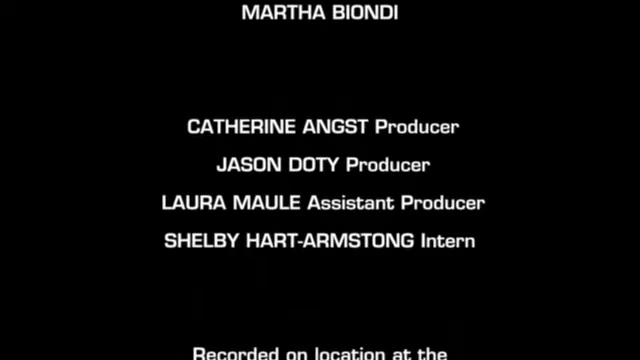 MARTHA BIONDI
CATHERINE ANGST Producer
JASON DOTY Producer
LAURA MAULE Assistant Producer
SHELBY HART-ARMSTONG Intern
Recorded on location at the